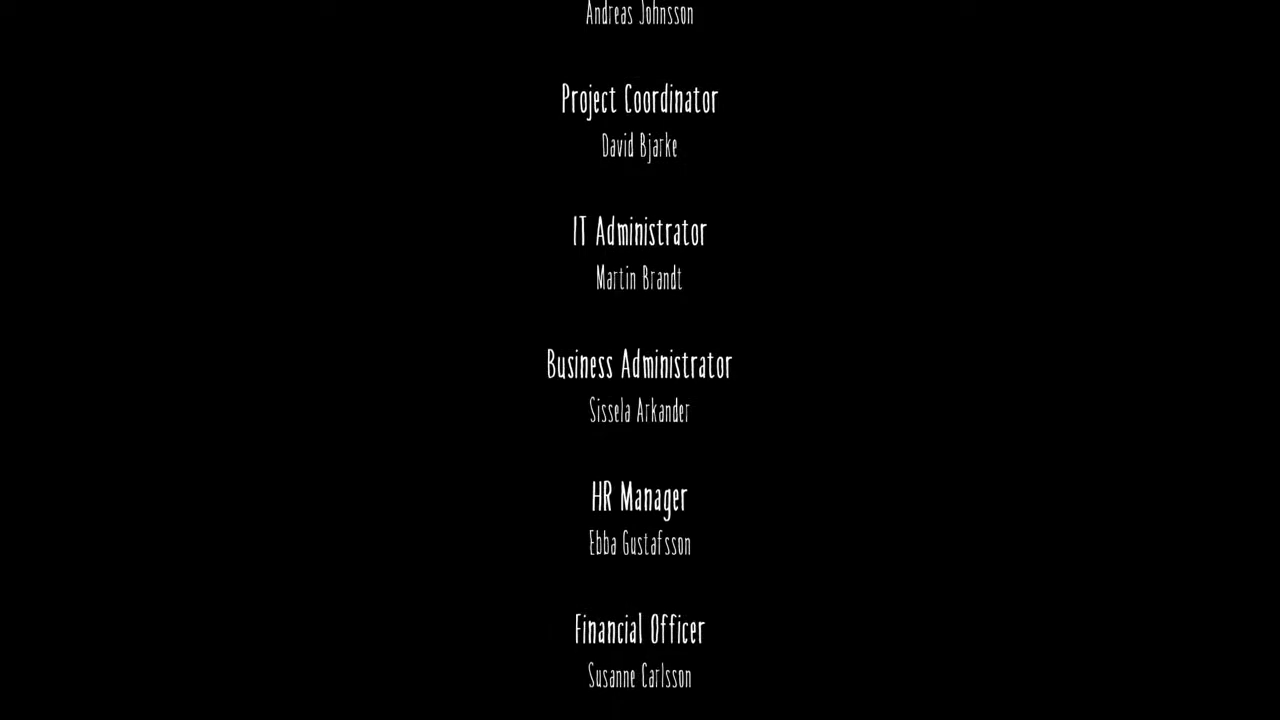 Andreas Johnsson
Project Coordinator
David Bjarke
IT Administrator
Martin Brandt
Business Administrator
Sissela Arkander
HR Manager
Ebba Gustafsson
Financial Officer
Susanne Carlsson